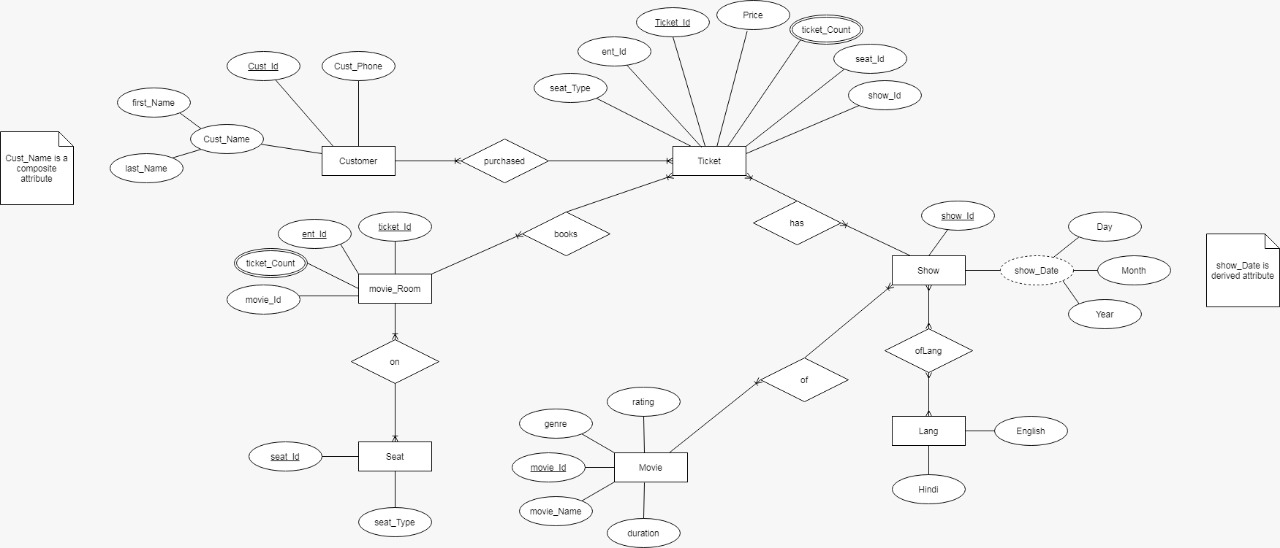 Ticket_Id
Price
ticket_Count
ent_Id
seat_Id
Cust_Id
Cust_Phone
seat_Type
show_Id
first_Name
Cust_Name
last_Name
Cust_Name is a
composite
attribute
Customer
purchased
Ticket
ent_Id
ticket_Id
books
has
show_Id
Day
ticket_Count
movie_Room
movie_Id
Show
show_Date
Month
Year
show_Date is
derived attribute
on
of
ofLang
rating
genre
Lang
English
seat_Id
Seat
movie_Id
Movie
Hindi
movie_Name
seat_Type
duration